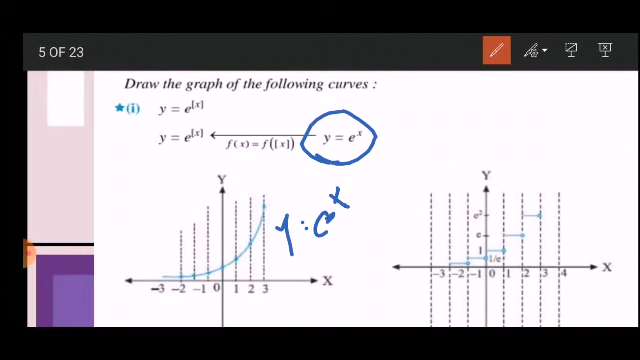 5 OF 23
Draw the graph of the following curves :
★(i) y = e^[x]
y = e^[x] ← f(x) = f([x]) y = e^x
y = e^x
Y
−3 −2 −1 0 1 2 3 X
Y
e²
e
1
1/e
−3 −2 −1 0 1 2 3 4 X